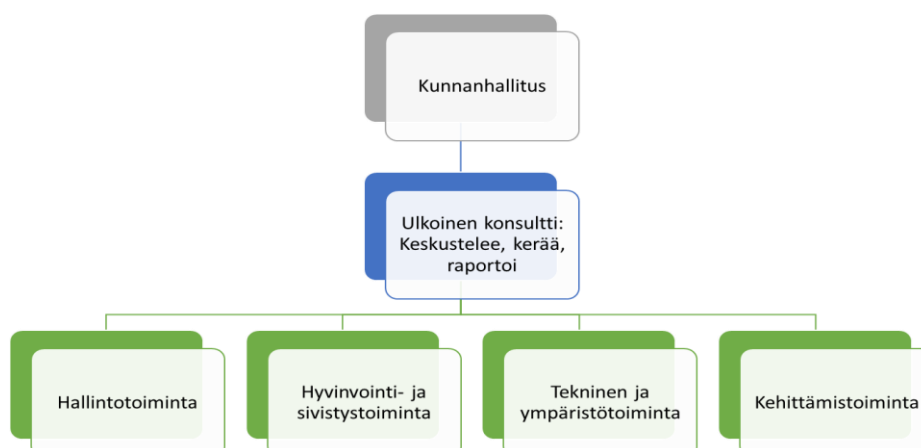 Kunnanhallitus
Ulkoinen konsultti:
Keskustelee, kerää,
raportoi
Hallintotoiminta
Hyvinvointi- ja
sivistystoiminta
Tekninen ja
ympäristötoiminta
Kehittämistoiminta